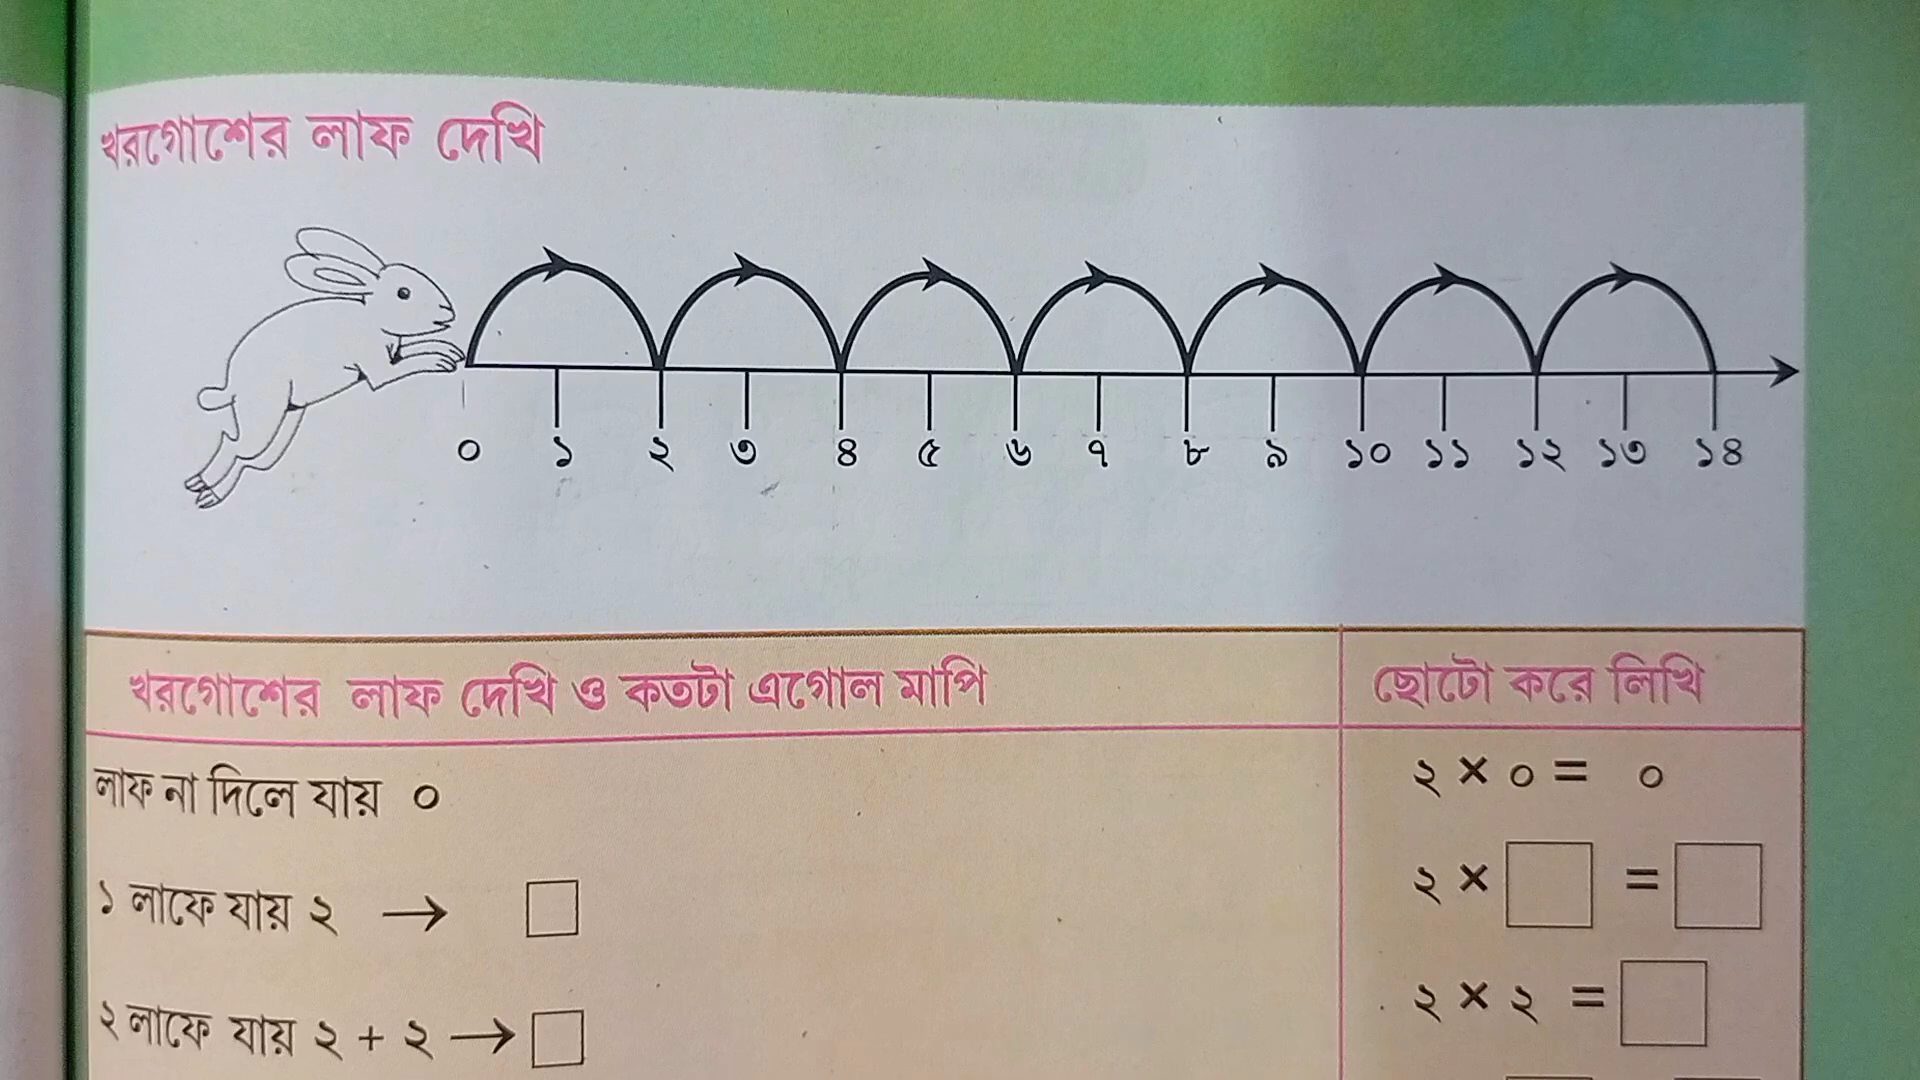 খরগোশের লাফ দেখি
০ ১ ২ ৩ ৪ ৫ ৬ ৭ ৮ ৯ ১০ ১১ ১২ ১৩ ১৪
খরগোশের লাফ দেখি ও কতটা এগোল মাপি
ছোটো করে লিখি
লাফ না দিলে যায় ০
২ × ০ = ০
১ লাফে যায় ২ → □
২ × □ = □
২ লাফে যায় ২ + ২ → □
২ × ২ = □